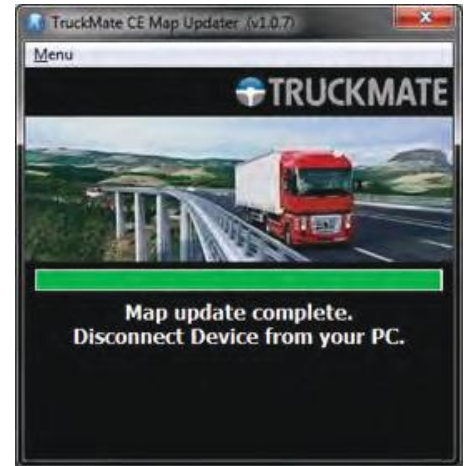 TruckMate CE Map Updater (v1.0.7)
Menu
TRUCKMATE
Map update complete.
Disconnect Device from your PC.